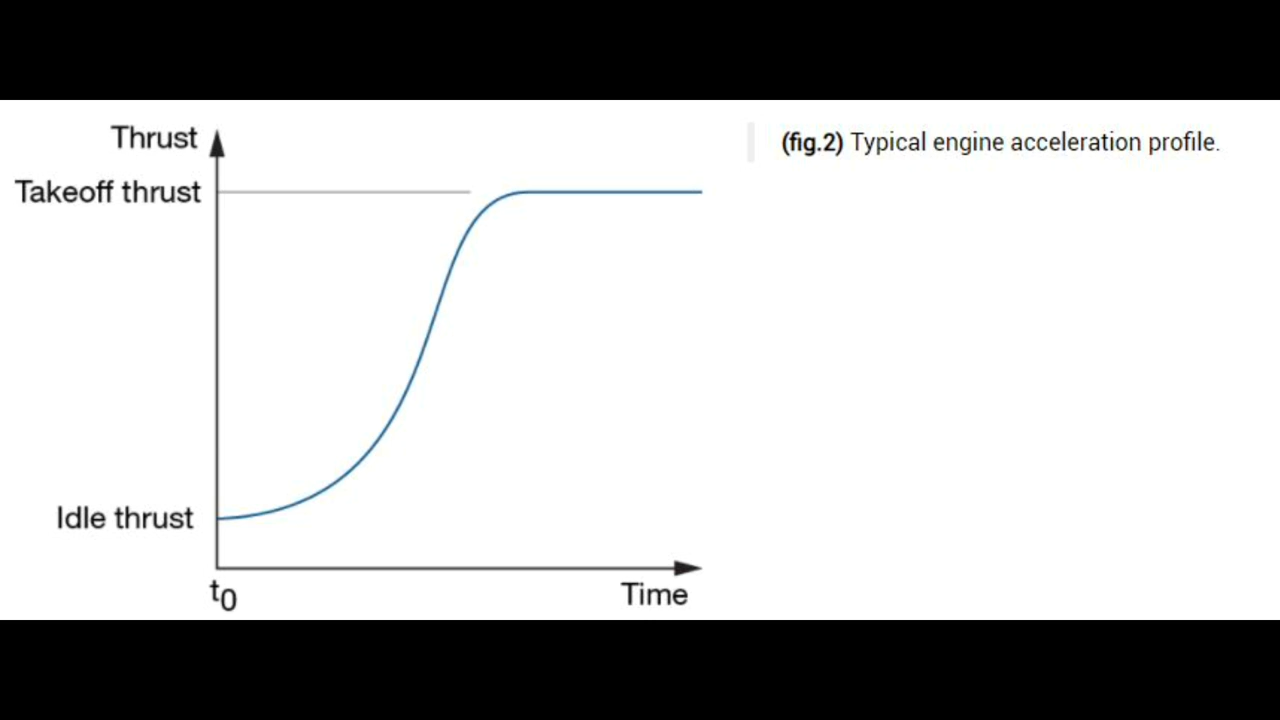 Thrust
Takeoff thrust
Idle thrust
t0
Time
(fig.2) Typical engine acceleration profile.